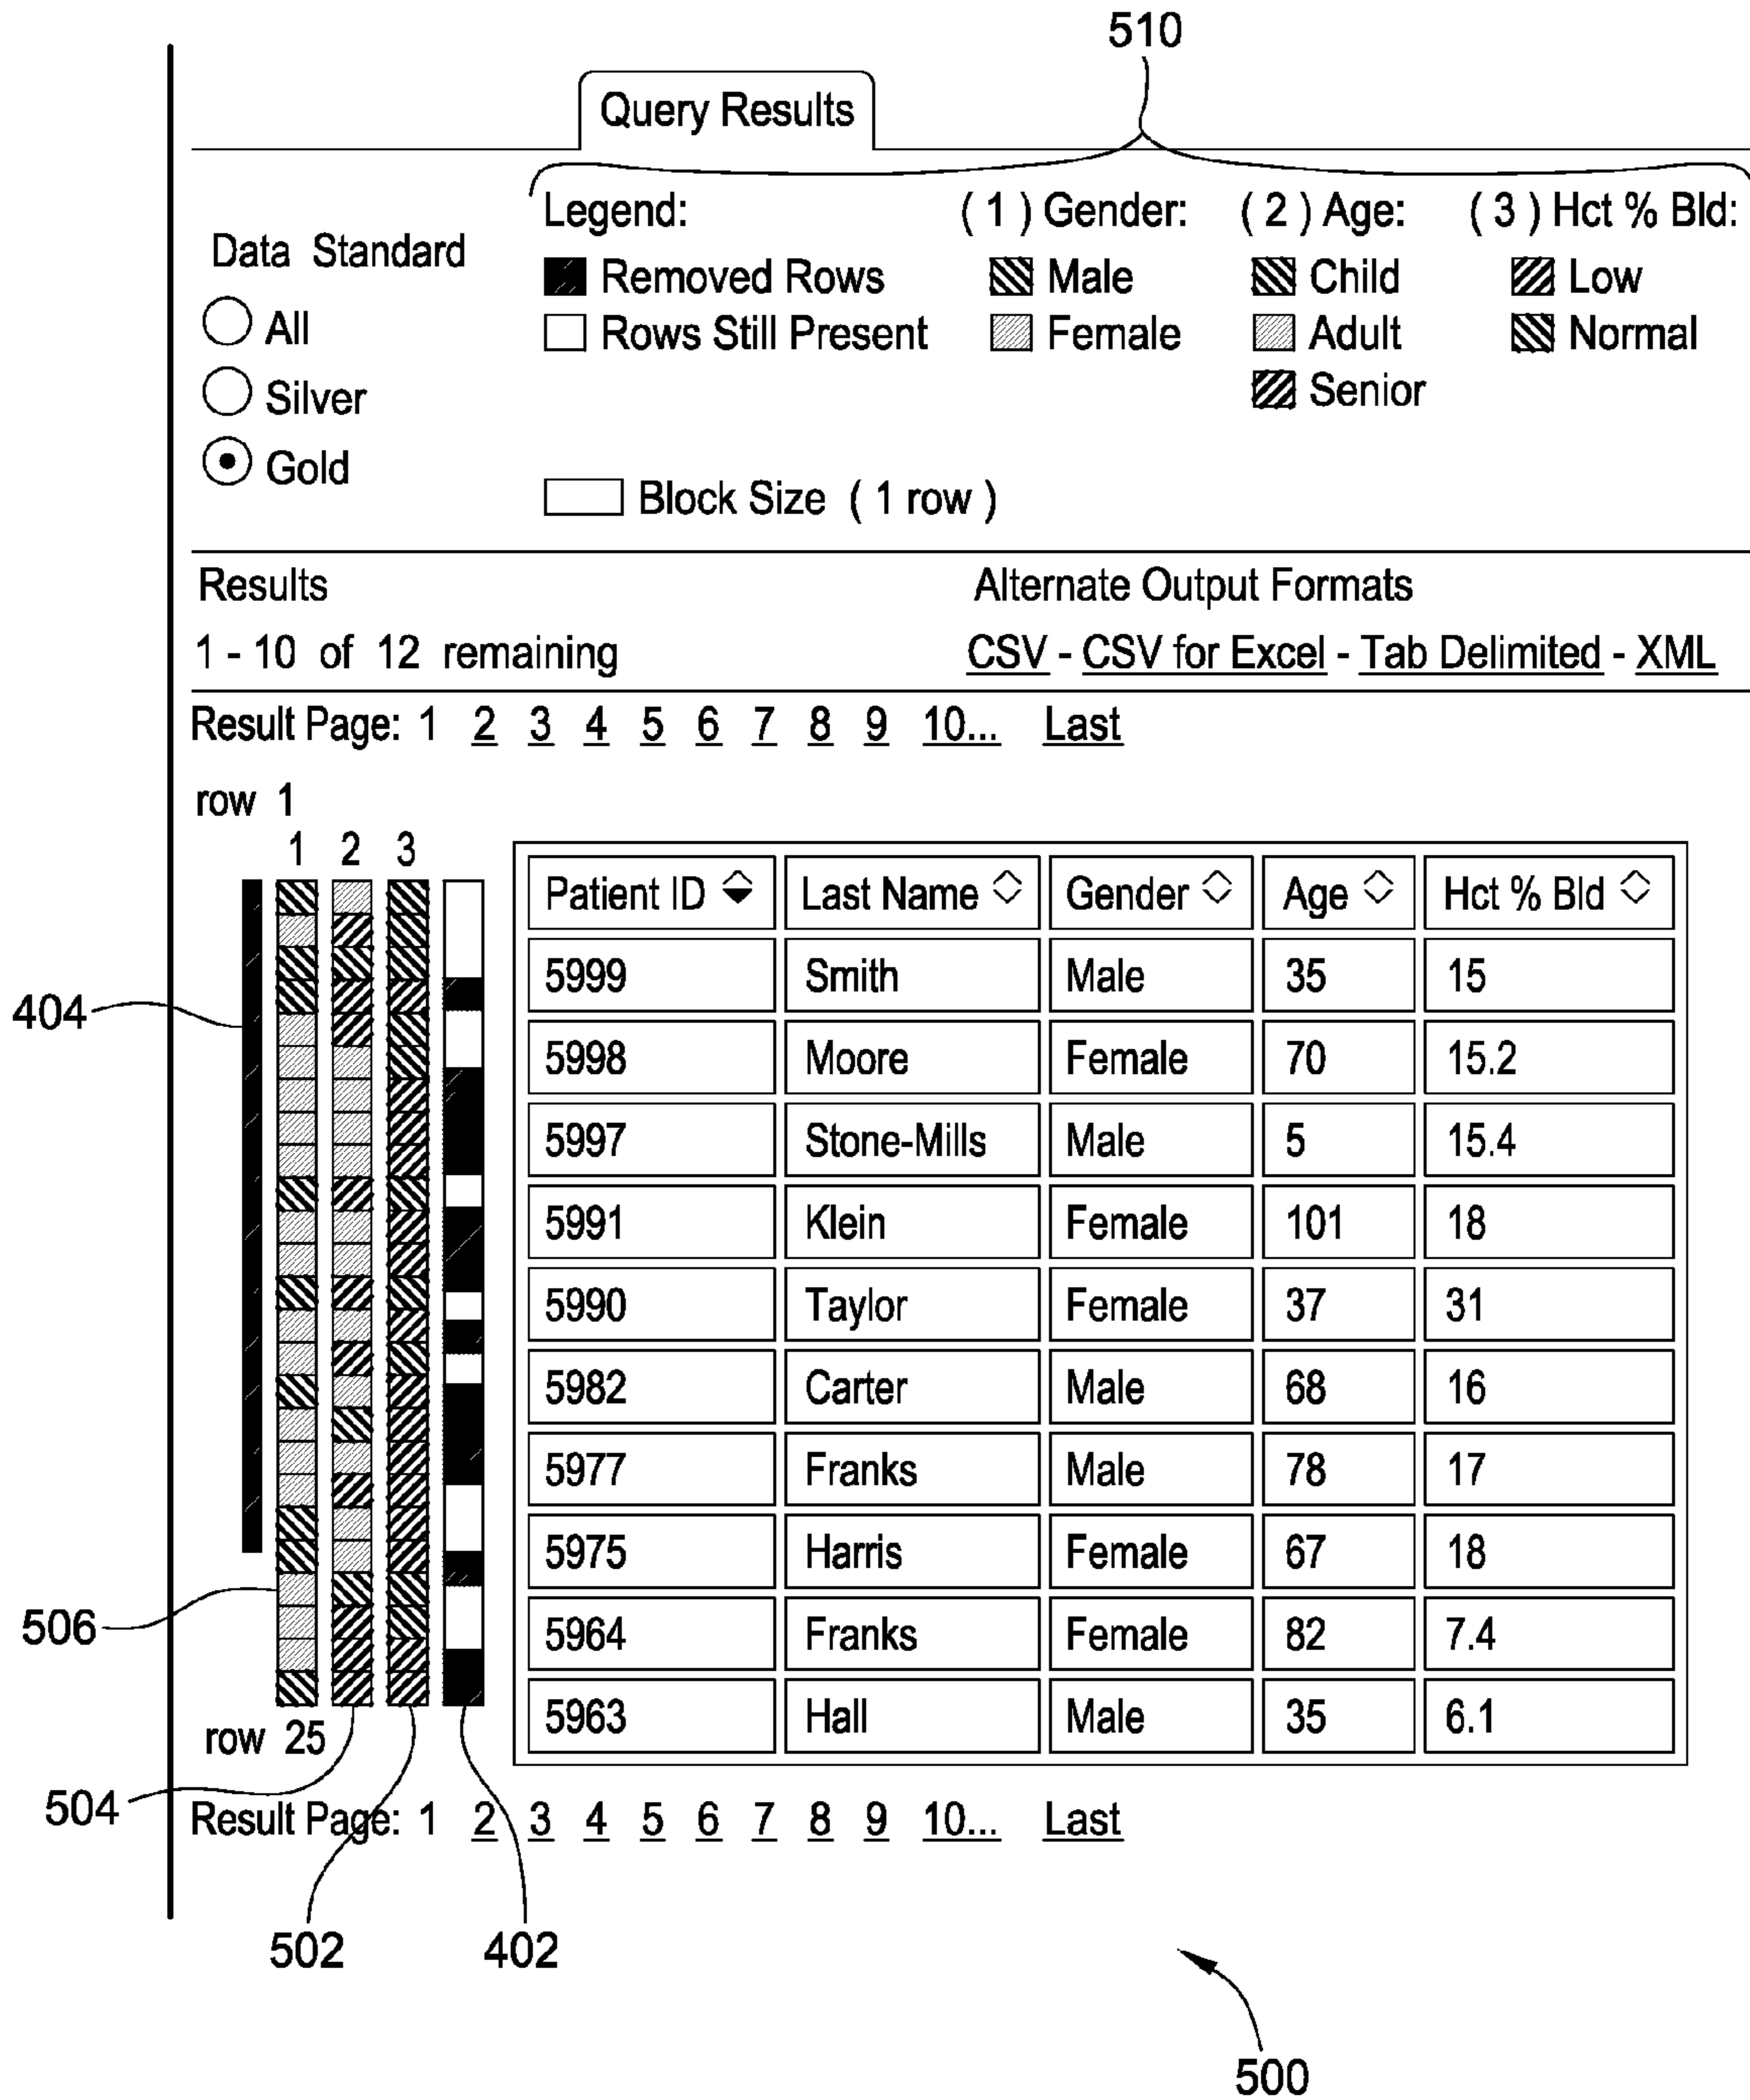 510
Query Results
Legend: ( 1 ) Gender: ( 2 ) Age: ( 3 ) Hct % Bld:
Data Standard
Removed Rows Male Child Low
All
Rows Still Present Female Adult Normal
Silver
Senior
Gold
Block Size ( 1 row )
Results Alternate Output Formats
1 - 10 of 12 remaining CSV - CSV for Excel - Tab Delimited - XML
Result Page: 1 2 3 4 5 6 7 8 9 10... Last
row 1
1 2 3
Patient ID Last Name Gender Age Hct % Bld
5999 Smith Male 35 15
404
5998 Moore Female 70 15.2
5997 Stone-Mills Male 5 15.4
5991 Klein Female 101 18
5990 Taylor Female 37 31
5982 Carter Male 68 16
5977 Franks Male 78 17
5975 Harris Female 67 18
506
5964 Franks Female 82 7.4
5963 Hall Male 35 6.1
row 25
504
Result Page: 1 2 3 4 5 6 7 8 9 10... Last
502 402
500